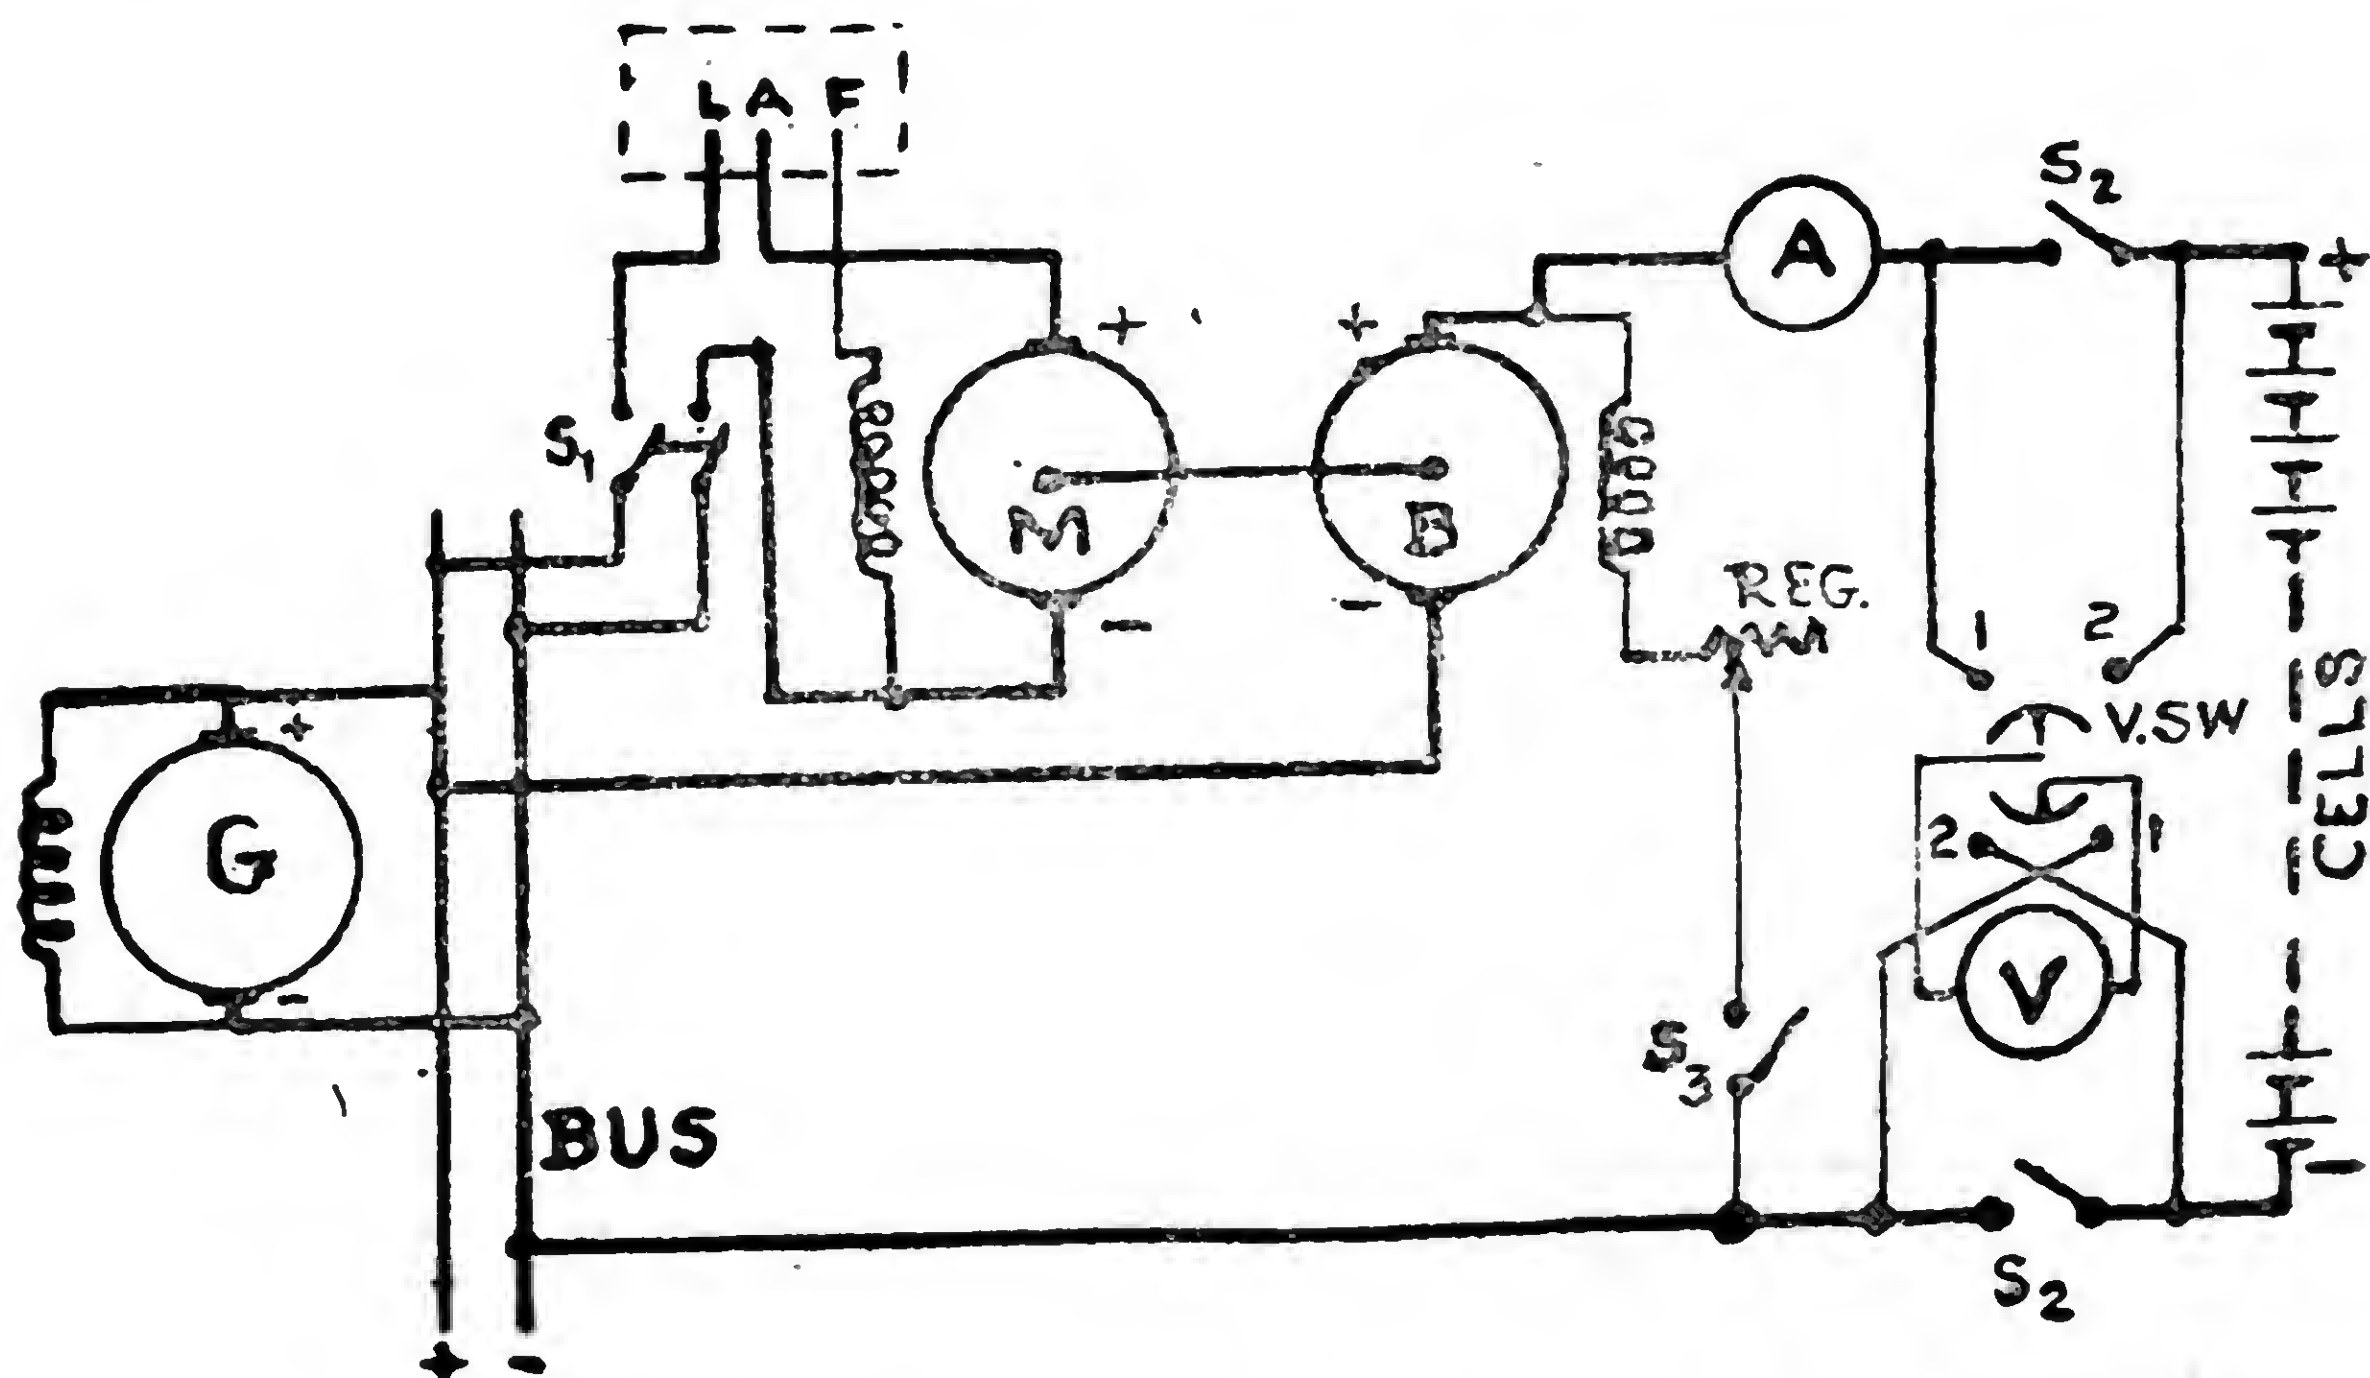 L A F
S₂
A
+
+ +
S₁
M
B
- -
REG.
1 2
V.SW
+
G
2 1
CELLS
V
-
S₃
BUS
-
S₂
+ -